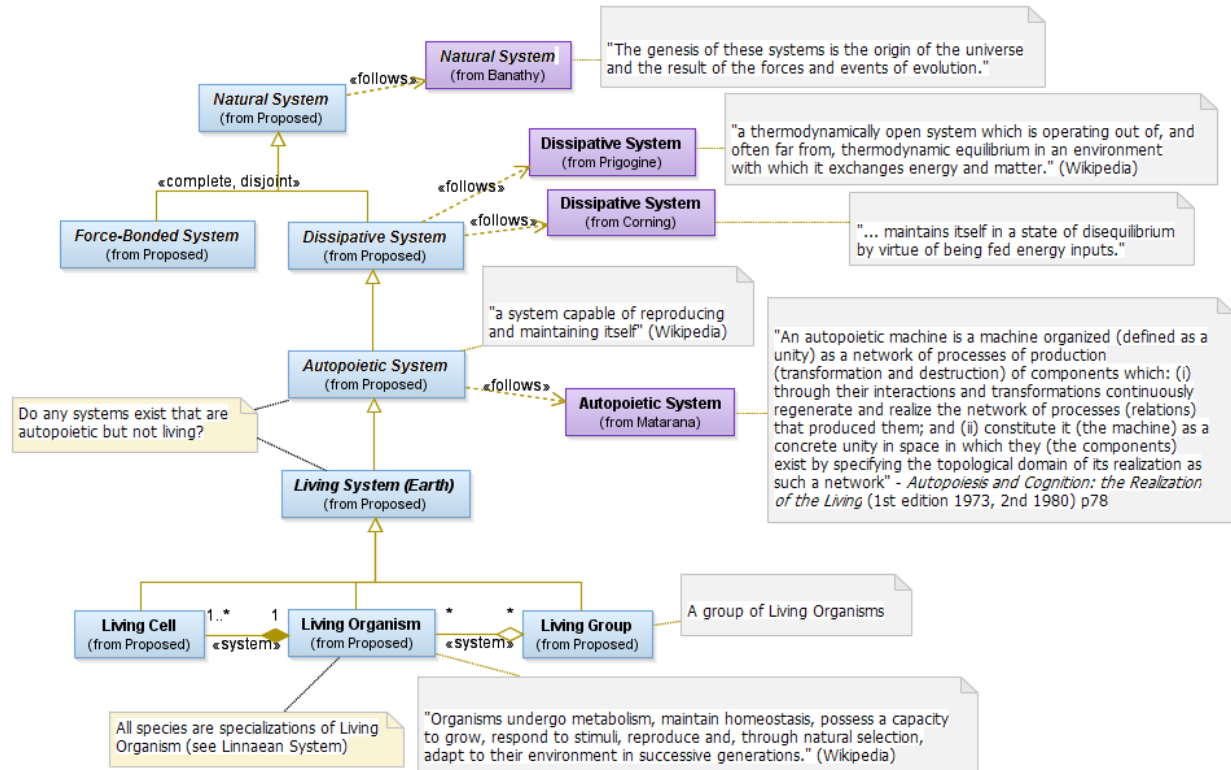 Natural System
(from Banathy)
"The genesis of these systems is the origin of the universe
and the result of the forces and events of evolution."
«follows»
Natural System
(from Proposed)
Dissipative System
(from Prigogine)
"a thermodynamically open system which is operating out of, and
often far from, thermodynamic equilibrium in an environment
with which it exchanges energy and matter." (Wikipedia)
«complete, disjoint»
«follows»
«follows»
Dissipative System
(from Corning)
Force-Bonded System
(from Proposed)
Dissipative System
(from Proposed)
"... maintains itself in a state of disequilibrium
by virtue of being fed energy inputs."
"a system capable of reproducing
and maintaining itself" (Wikipedia)
"An autopoietic machine is a machine organized (defined as a
unity) as a network of processes of production
(transformation and destruction) of components which: (i)
through their interactions and transformations continuously
regenerate and realize the network of processes (relations)
that produced them; and (ii) constitute it (the machine) as a
concrete unity in space in which they (the components)
exist by specifying the topological domain of its realization as
such a network" - Autopoiesis and Cognition: the Realization
of the Living (1st edition 1973, 2nd 1980) p78
Autopoietic System
(from Proposed)
«follows»
Autopoietic System
(from Matarana)
Do any systems exist that are
autopoietic but not living?
Living System (Earth)
(from Proposed)
Living Cell
(from Proposed)
1..*
1
«system»
Living Organism
(from Proposed)
*
*
«system»
Living Group
(from Proposed)
A group of Living Organisms
All species are specializations of Living
Organism (see Linnaean System)
"Organisms undergo metabolism, maintain homeostasis, possess a capacity
to grow, respond to stimuli, reproduce and, through natural selection,
adapt to their environment in successive generations." (Wikipedia)